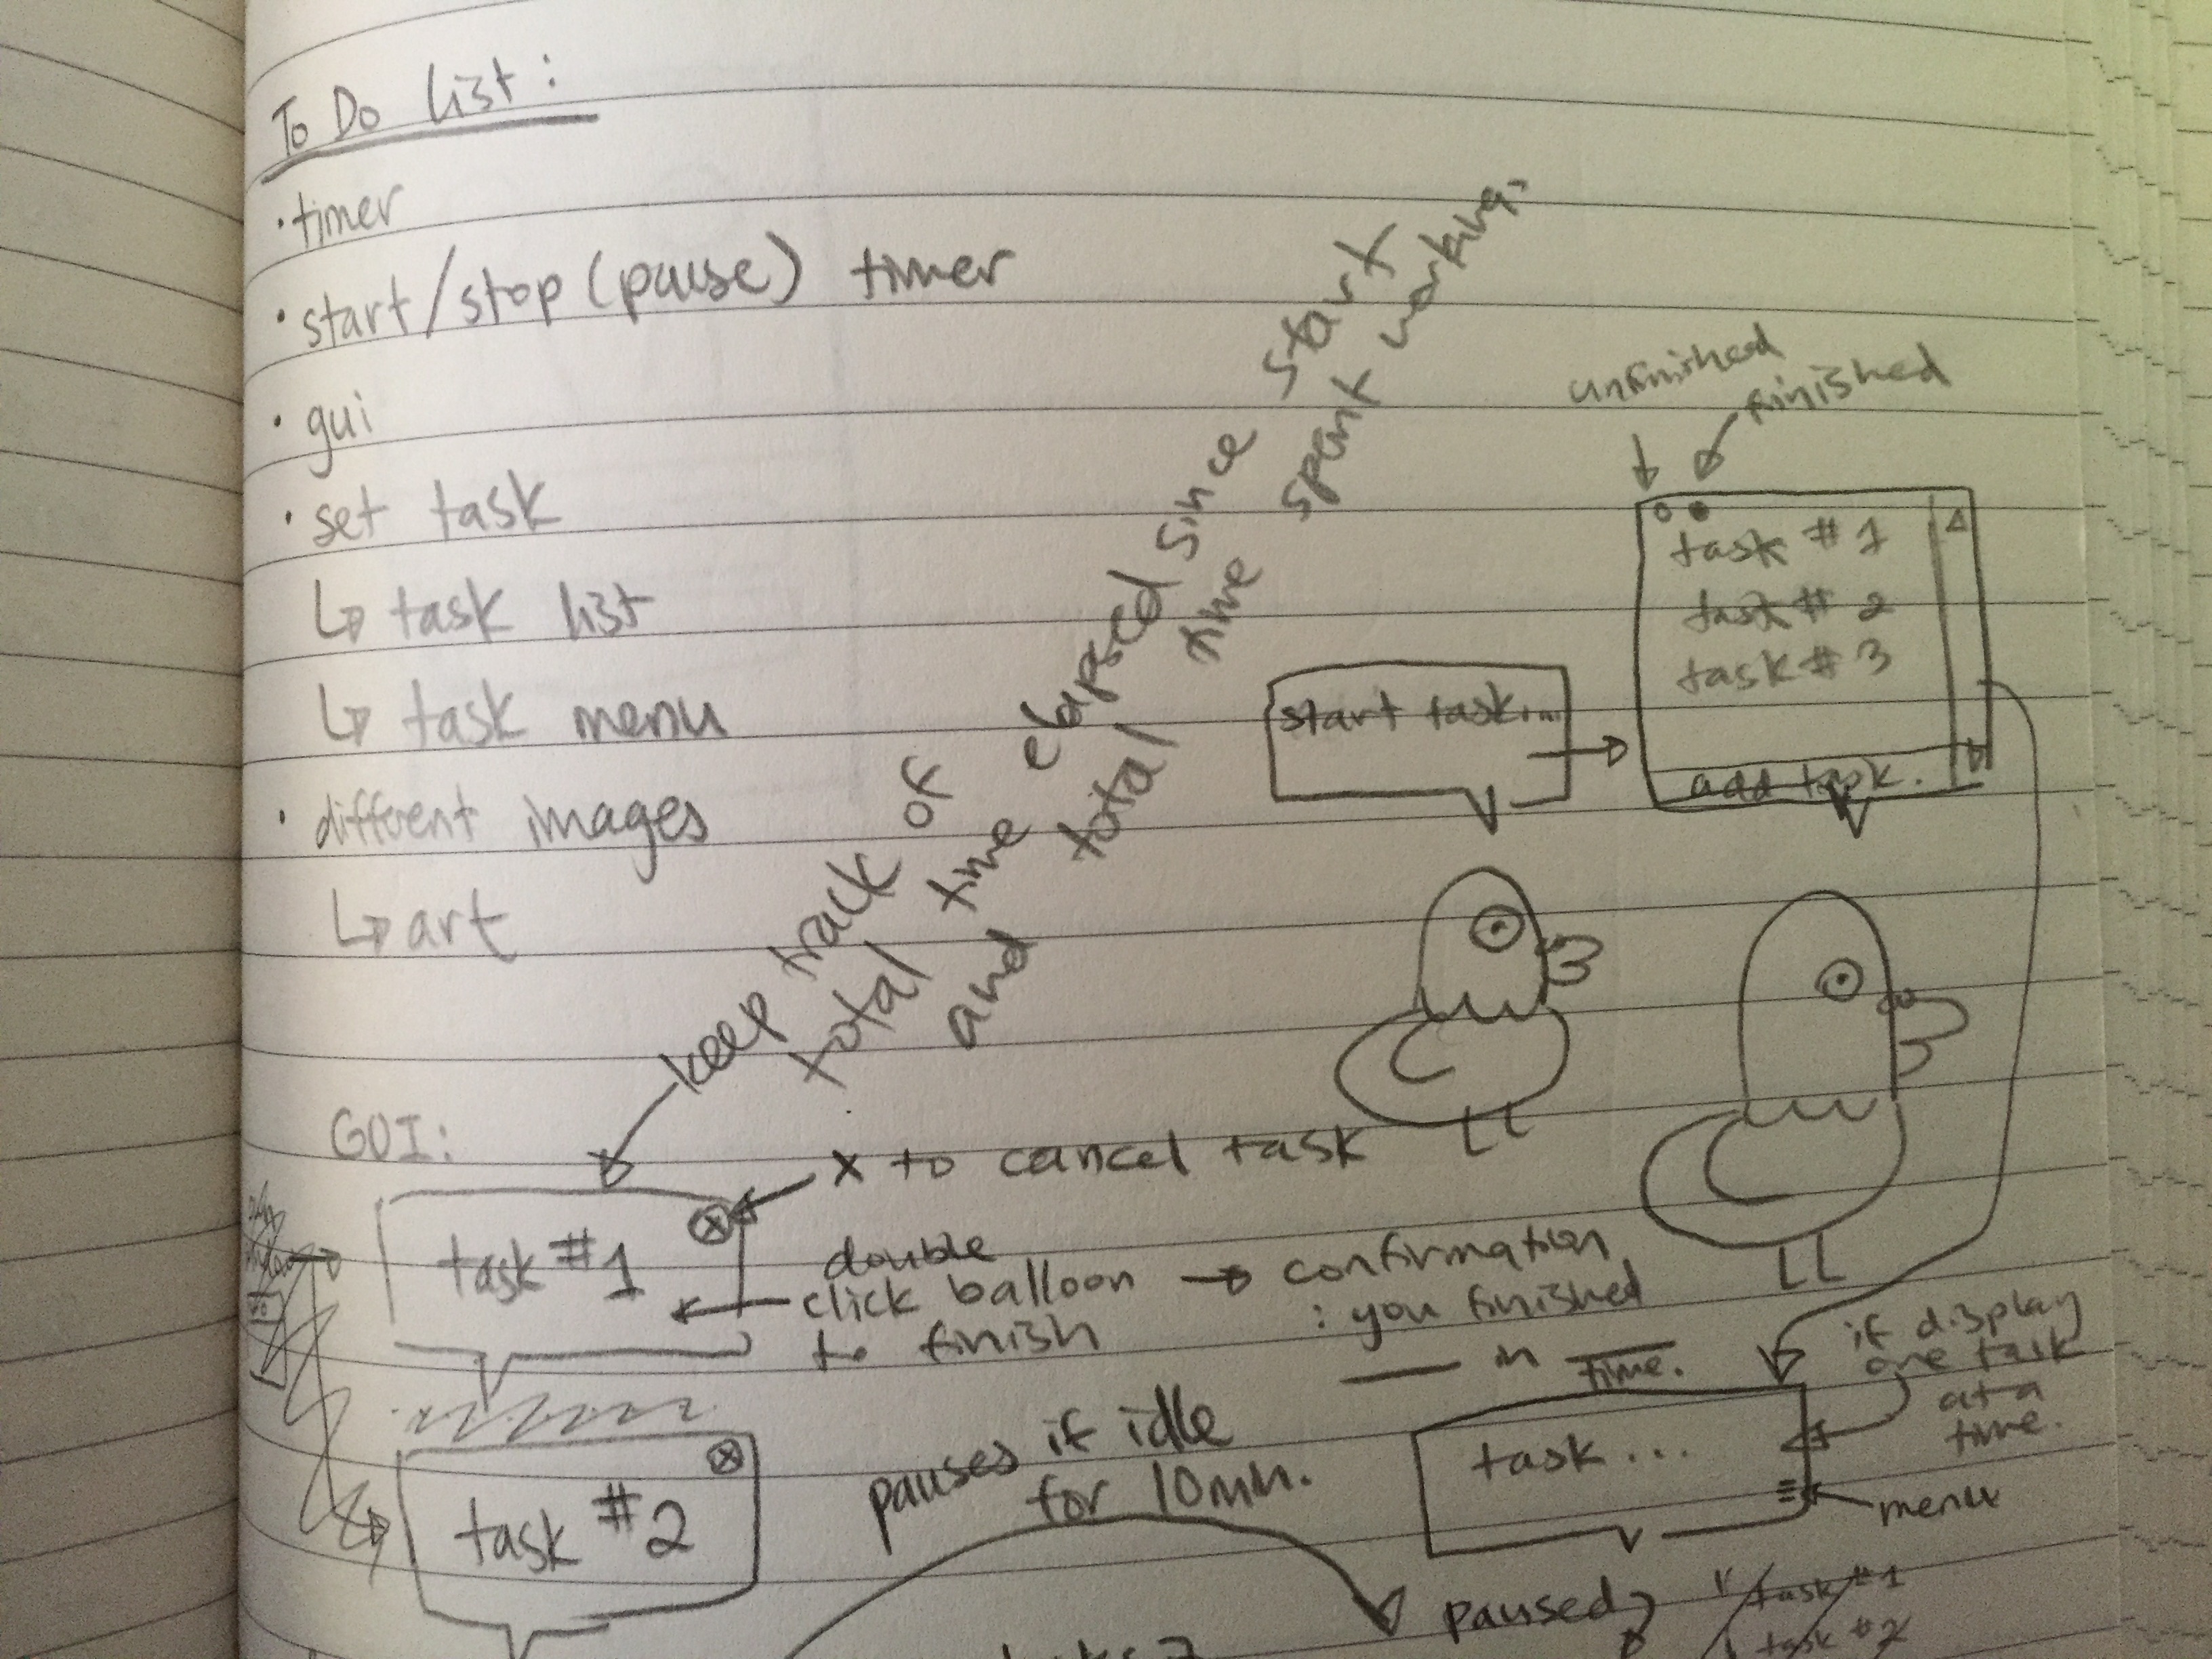 To Do list:
· timer
· start/stop (pause) timer
· gui
· set task
↳ task list
↳ task menu
· different images
↳ art
keep track of
total time elapsed since start
and total time spent working.
unfinished
finished
task #1
task #2
task #3
add task.
start task...
GUI:
x to cancel task
task #1
double
click balloon → confirmation
to finish
: you finished
__ in __
time.
if display
one task
at a
time.
task #2
pauses if idle
for 10min.
task...
menu
paused
task #1
task #2